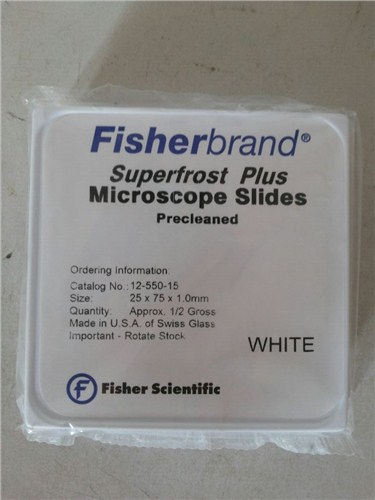 Fisherbrand®
Superfrost Plus
Microscope Slides
Precleaned
Ordering Information:
Catalog No: 12-550-15
Size: 25 x 75 x 1.0mm
Quantity: Approx. 1/2 Gross
Made in U.S.A. of Swiss Glass
Important - Rotate Stock
WHITE
f Fisher Scientific